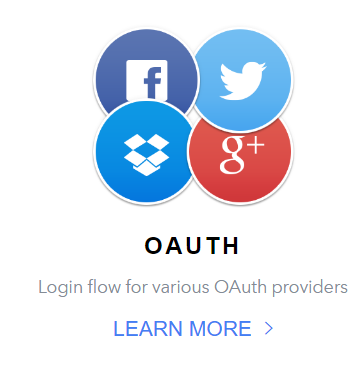 f
g+
OAUTH
Login flow for various OAuth providers
LEARN MORE >